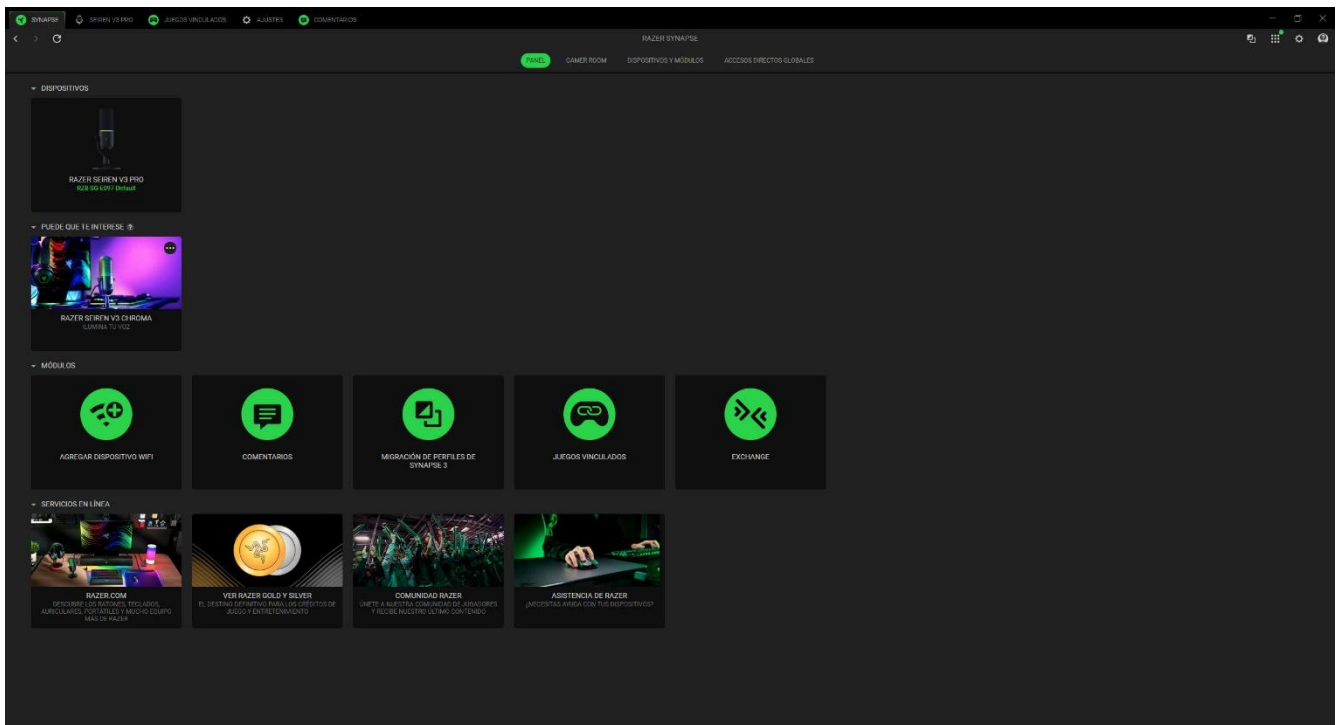 SYNAPSE
SEIREN V3 PRO
JUEGOS VINCULADOS
AJUSTES
COMENTARIOS
RAZER SYNAPSE
PANEL
GAMER ROOM
DISPOSITIVOS Y MÓDULOS
ACCESOS DIRECTOS GLOBALES
DISPOSITIVOS
RAZER SEIREN V3 PRO
PUEDE QUE TE INTERESE
RAZER SEIREN V3 CHROMA
ILUMINA TU VOZ
MÓDULOS
AGREGAR DISPOSITIVO WIFI
COMENTARIOS
MIGRACIÓN DE PERFILES DE
SYNAPSE 3
JUEGOS VINCULADOS
EXCHANGE
SERVICIOS EN LÍNEA
RAZER.COM
DESCUBRE LOS RATONES, TECLADOS,
AURICULARES, PORTÁTILES Y MUCHO EQUIPO
MÁS DE RAZER
VER RAZER GOLD Y SILVER
EL DESTINO DEFINITIVO PARA LOS CRÉDITOS DE
JUEGO Y ENTRETENIMIENTO
COMUNIDAD RAZER
ÚNETE A NUESTRA COMUNIDAD DE JUGADORES
Y RECIBE NUESTRO ÚLTIMO CONTENIDO
ASISTENCIA DE RAZER
¿NECESITAS AYUDA CON TUS DISPOSITIVOS?